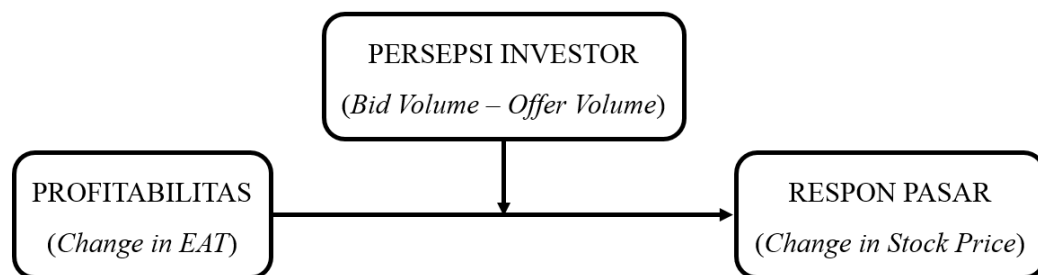 PERSEPSI INVESTOR
(Bid Volume – Offer Volume)
PROFITABILITAS
(Change in EAT)
RESPON PASAR
(Change in Stock Price)